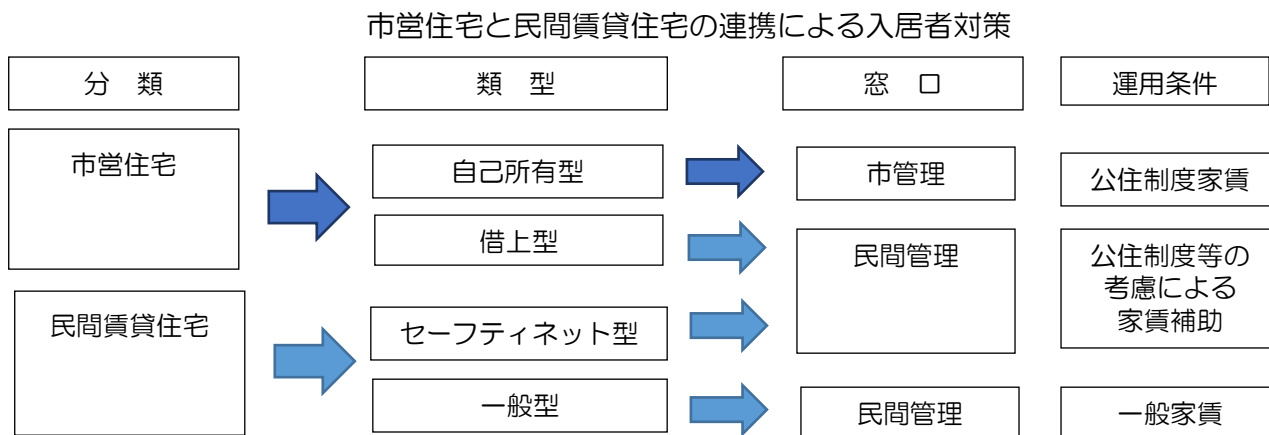 市営住宅と民間賃貸住宅の連携による入居者対策
分　類
類　型
窓　口
運用条件
市営住宅
自己所有型
市管理
公住制度家賃
借上型
民間管理
公住制度等の
考慮による
家賃補助
民間賃貸住宅
セーフティネット型
一般型
民間管理
一般家賃